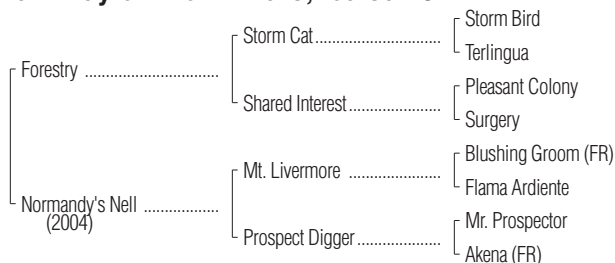 Storm Bird
Storm Cat
Terlingua
Forestry
Pleasant Colony
Shared Interest
Surgery
Blushing Groom (FR)
Mt. Livermore
Flama Ardiente
Normandy's Nell
(2004)
Mr. Prospector
Prospect Digger
Akena (FR)